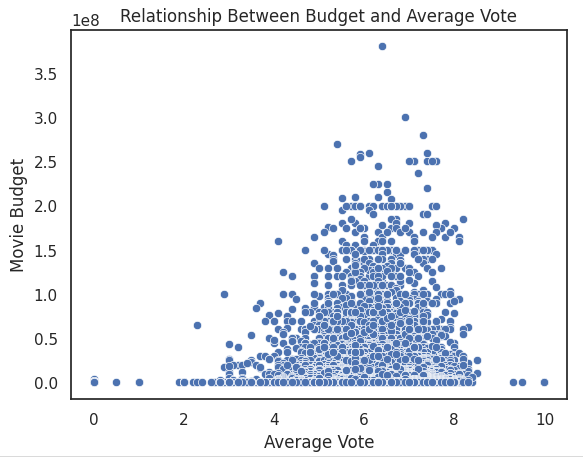 Relationship Between Budget and Average Vote
1e8
3.5
3.0
2.5
2.0
1.5
1.0
0.5
0.0
Movie Budget
0 2 4 6 8 10
Average Vote